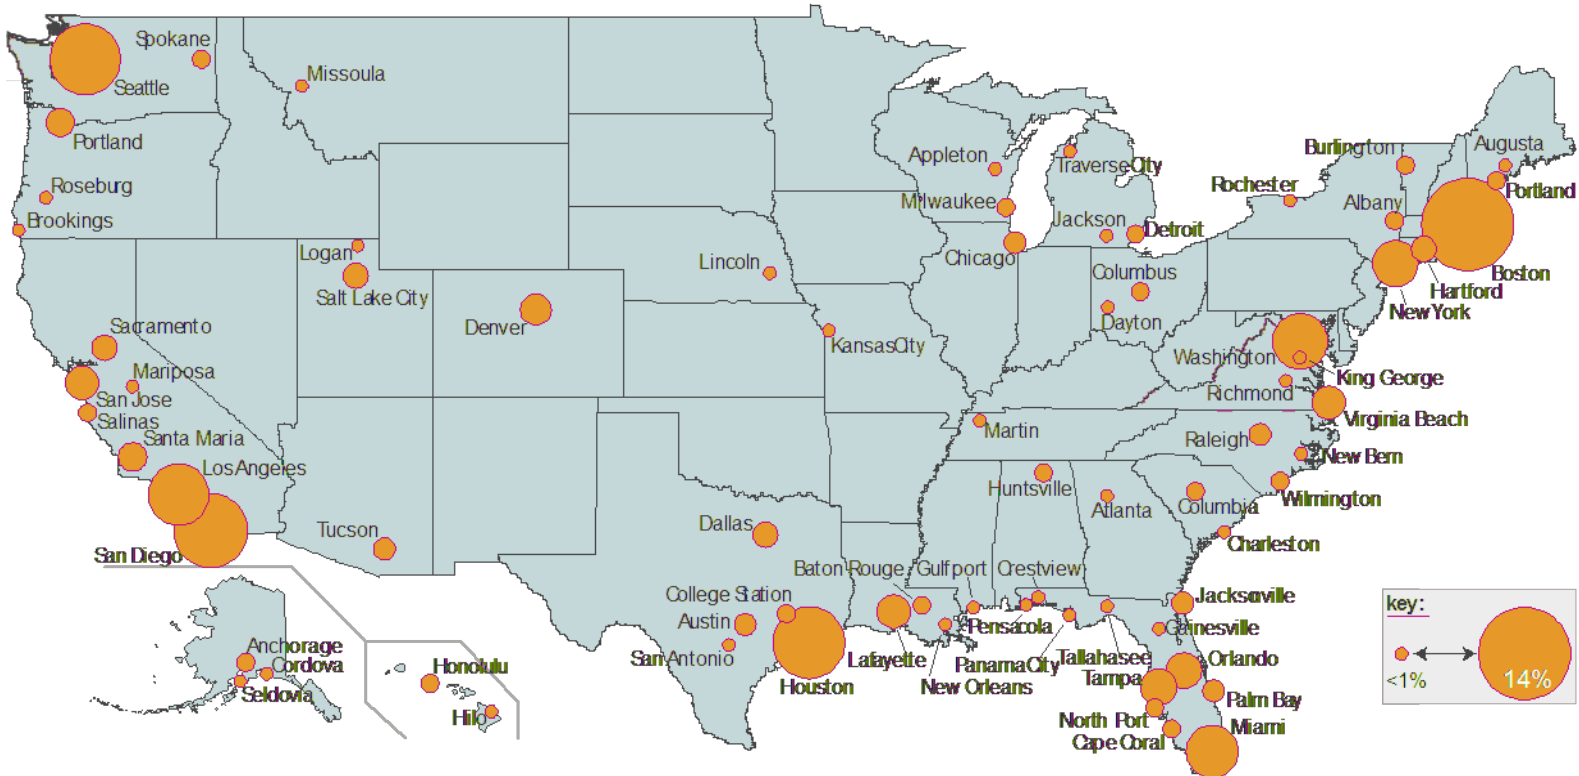 Spokane
Seattle
Missoula
Portland
Roseburg
Brookings
Logan
Salt Lake City
Denver
Lincoln
Kansas City
Sacramento
Mariposa
San Jose
Salinas
Santa Maria
Los Angeles
San Diego
Tucson
Appleton
Milwaukee
Chicago
Traverse City
Jackson
Detroit
Columbus
Dayton
Rochester
Burlington
Albany
Augusta
Portland
Boston
Hartford
New York
Washington
King George
Richmond
Virginia Beach
Raleigh
New Bern
Wilmington
Martin
Huntsville
Atlanta
Columbia
Charleston
Dallas
College Station
Austin
San Antonio
Houston
Baton Rouge
Gulfport
Crestview
Lafayette
New Orleans
Pensacola
Panama City
Tallahasee
Jacksonville
Gainesville
Orlando
Tampa
Palm Bay
North Port
Cape Coral
Miami
Anchorage
Cordova
Seldovia
Honolulu
Hilo
key:
<1%
14%